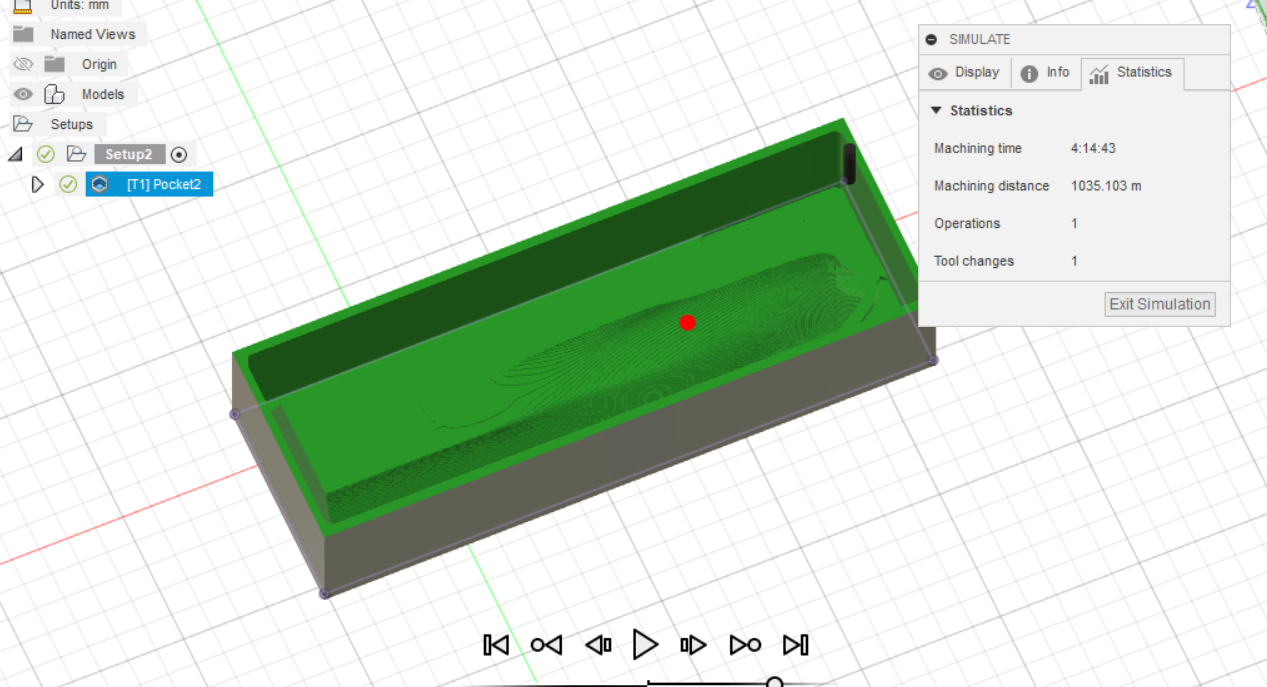 Units: mm
Named Views
Origin
Models
Setups
Setup2
[T1] Pocket2
SIMULATE
Display Info Statistics
Statistics
Machining time 4:14:43
Machining distance 1035.103 m
Operations 1
Tool changes 1
Exit Simulation
Z